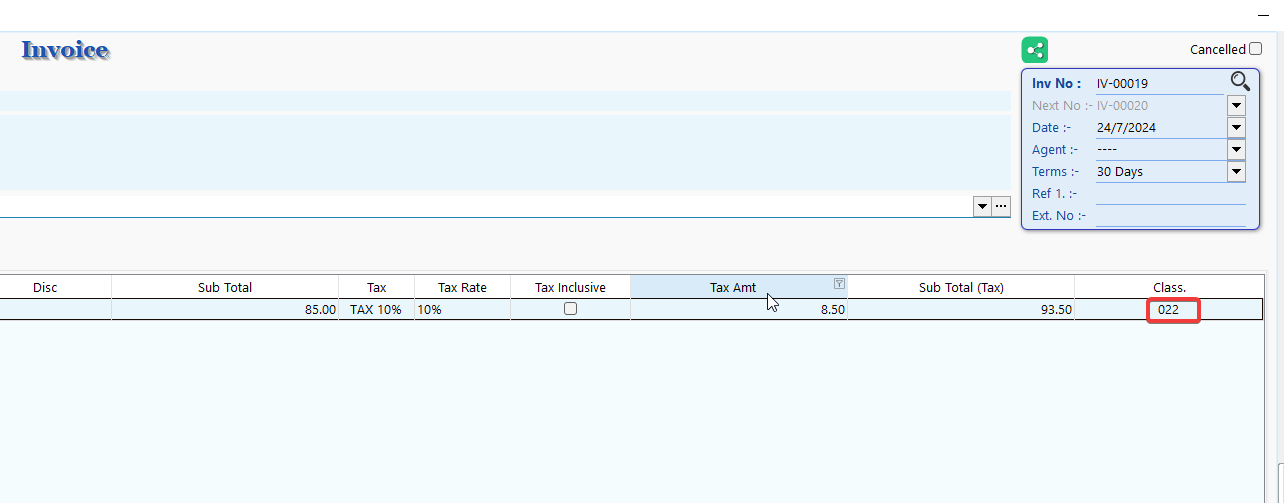 Invoice
Cancelled
Inv No : IV-00019
Next No :- IV-00020
Date :- 24/7/2024
Agent :- ----
Terms :- 30 Days
Ref 1. :-
Ext. No :-
Disc Sub Total Tax Tax Rate Tax Inclusive Tax Amt Sub Total (Tax) Class.
85.00 TAX 10% 10% 8.50 93.50 022